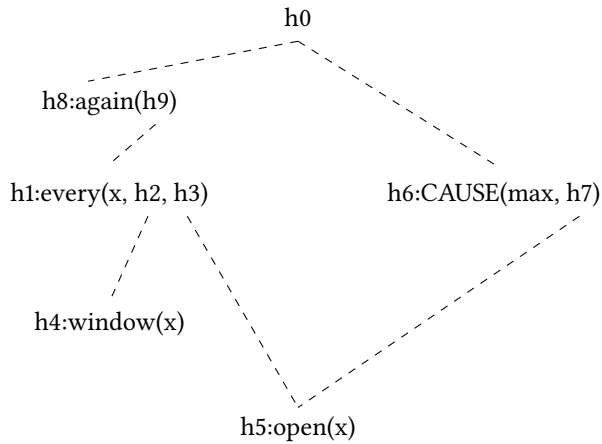 h0
h8:again(h9)
h1:every(x, h2, h3)
h6:CAUSE(max, h7)
h4:window(x)
h5:open(x)